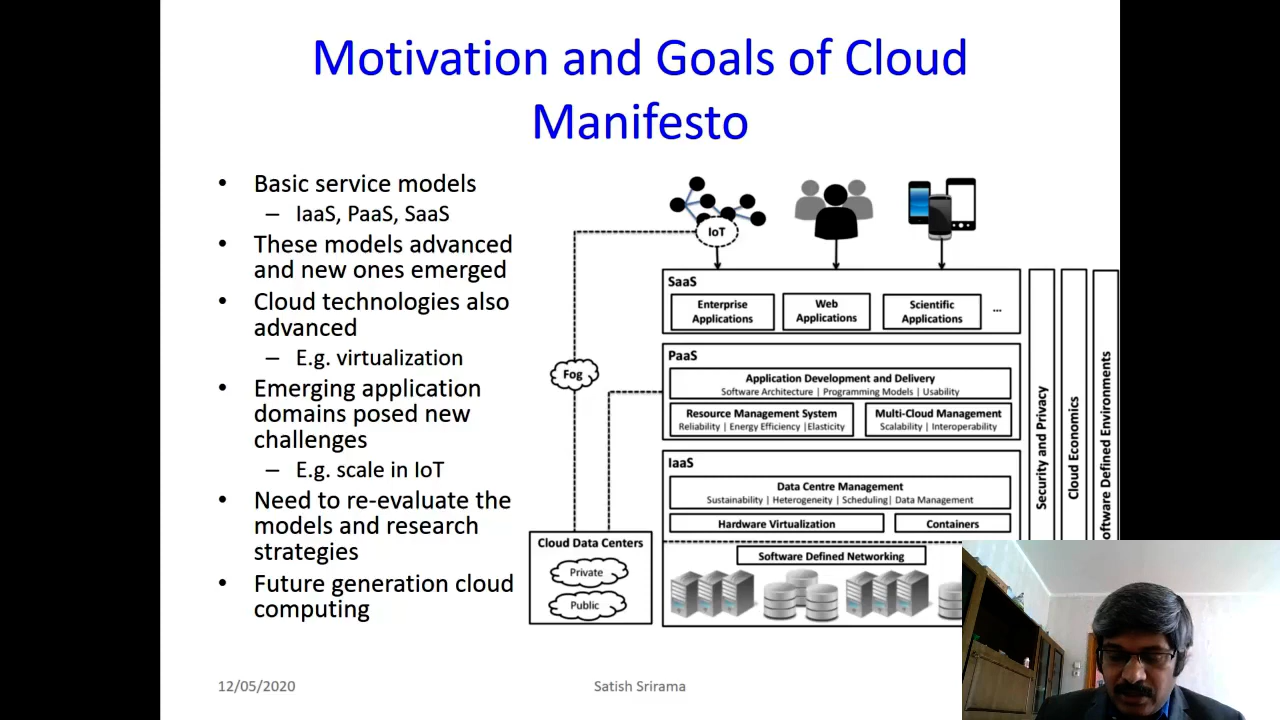 Motivation and Goals of Cloud
Manifesto
• Basic service models
– IaaS, PaaS, SaaS
• These models advanced
and new ones emerged
• Cloud technologies also
advanced
– E.g. virtualization
• Emerging application
domains posed new
challenges
– E.g. scale in IoT
• Need to re-evaluate the
models and research
strategies
• Future generation cloud
computing
IoT
Fog
Cloud Data Centers
Private
Public
SaaS
Enterprise
Applications
Web
Applications
Scientific
Applications
...
PaaS
Application Development and Delivery
Software Architecture | Programming Models | Usability
Resource Management System
Reliability | Energy Efficiency |Elasticity
Multi-Cloud Management
Scalability | Interoperability
IaaS
Data Centre Management
Sustainability | Heterogeneity | Scheduling| Data Management
Hardware Virtualization
Containers
Software Defined Networking
Security and Privacy
Cloud Economics
oftware Defined Environments
12/05/2020
Satish Srirama